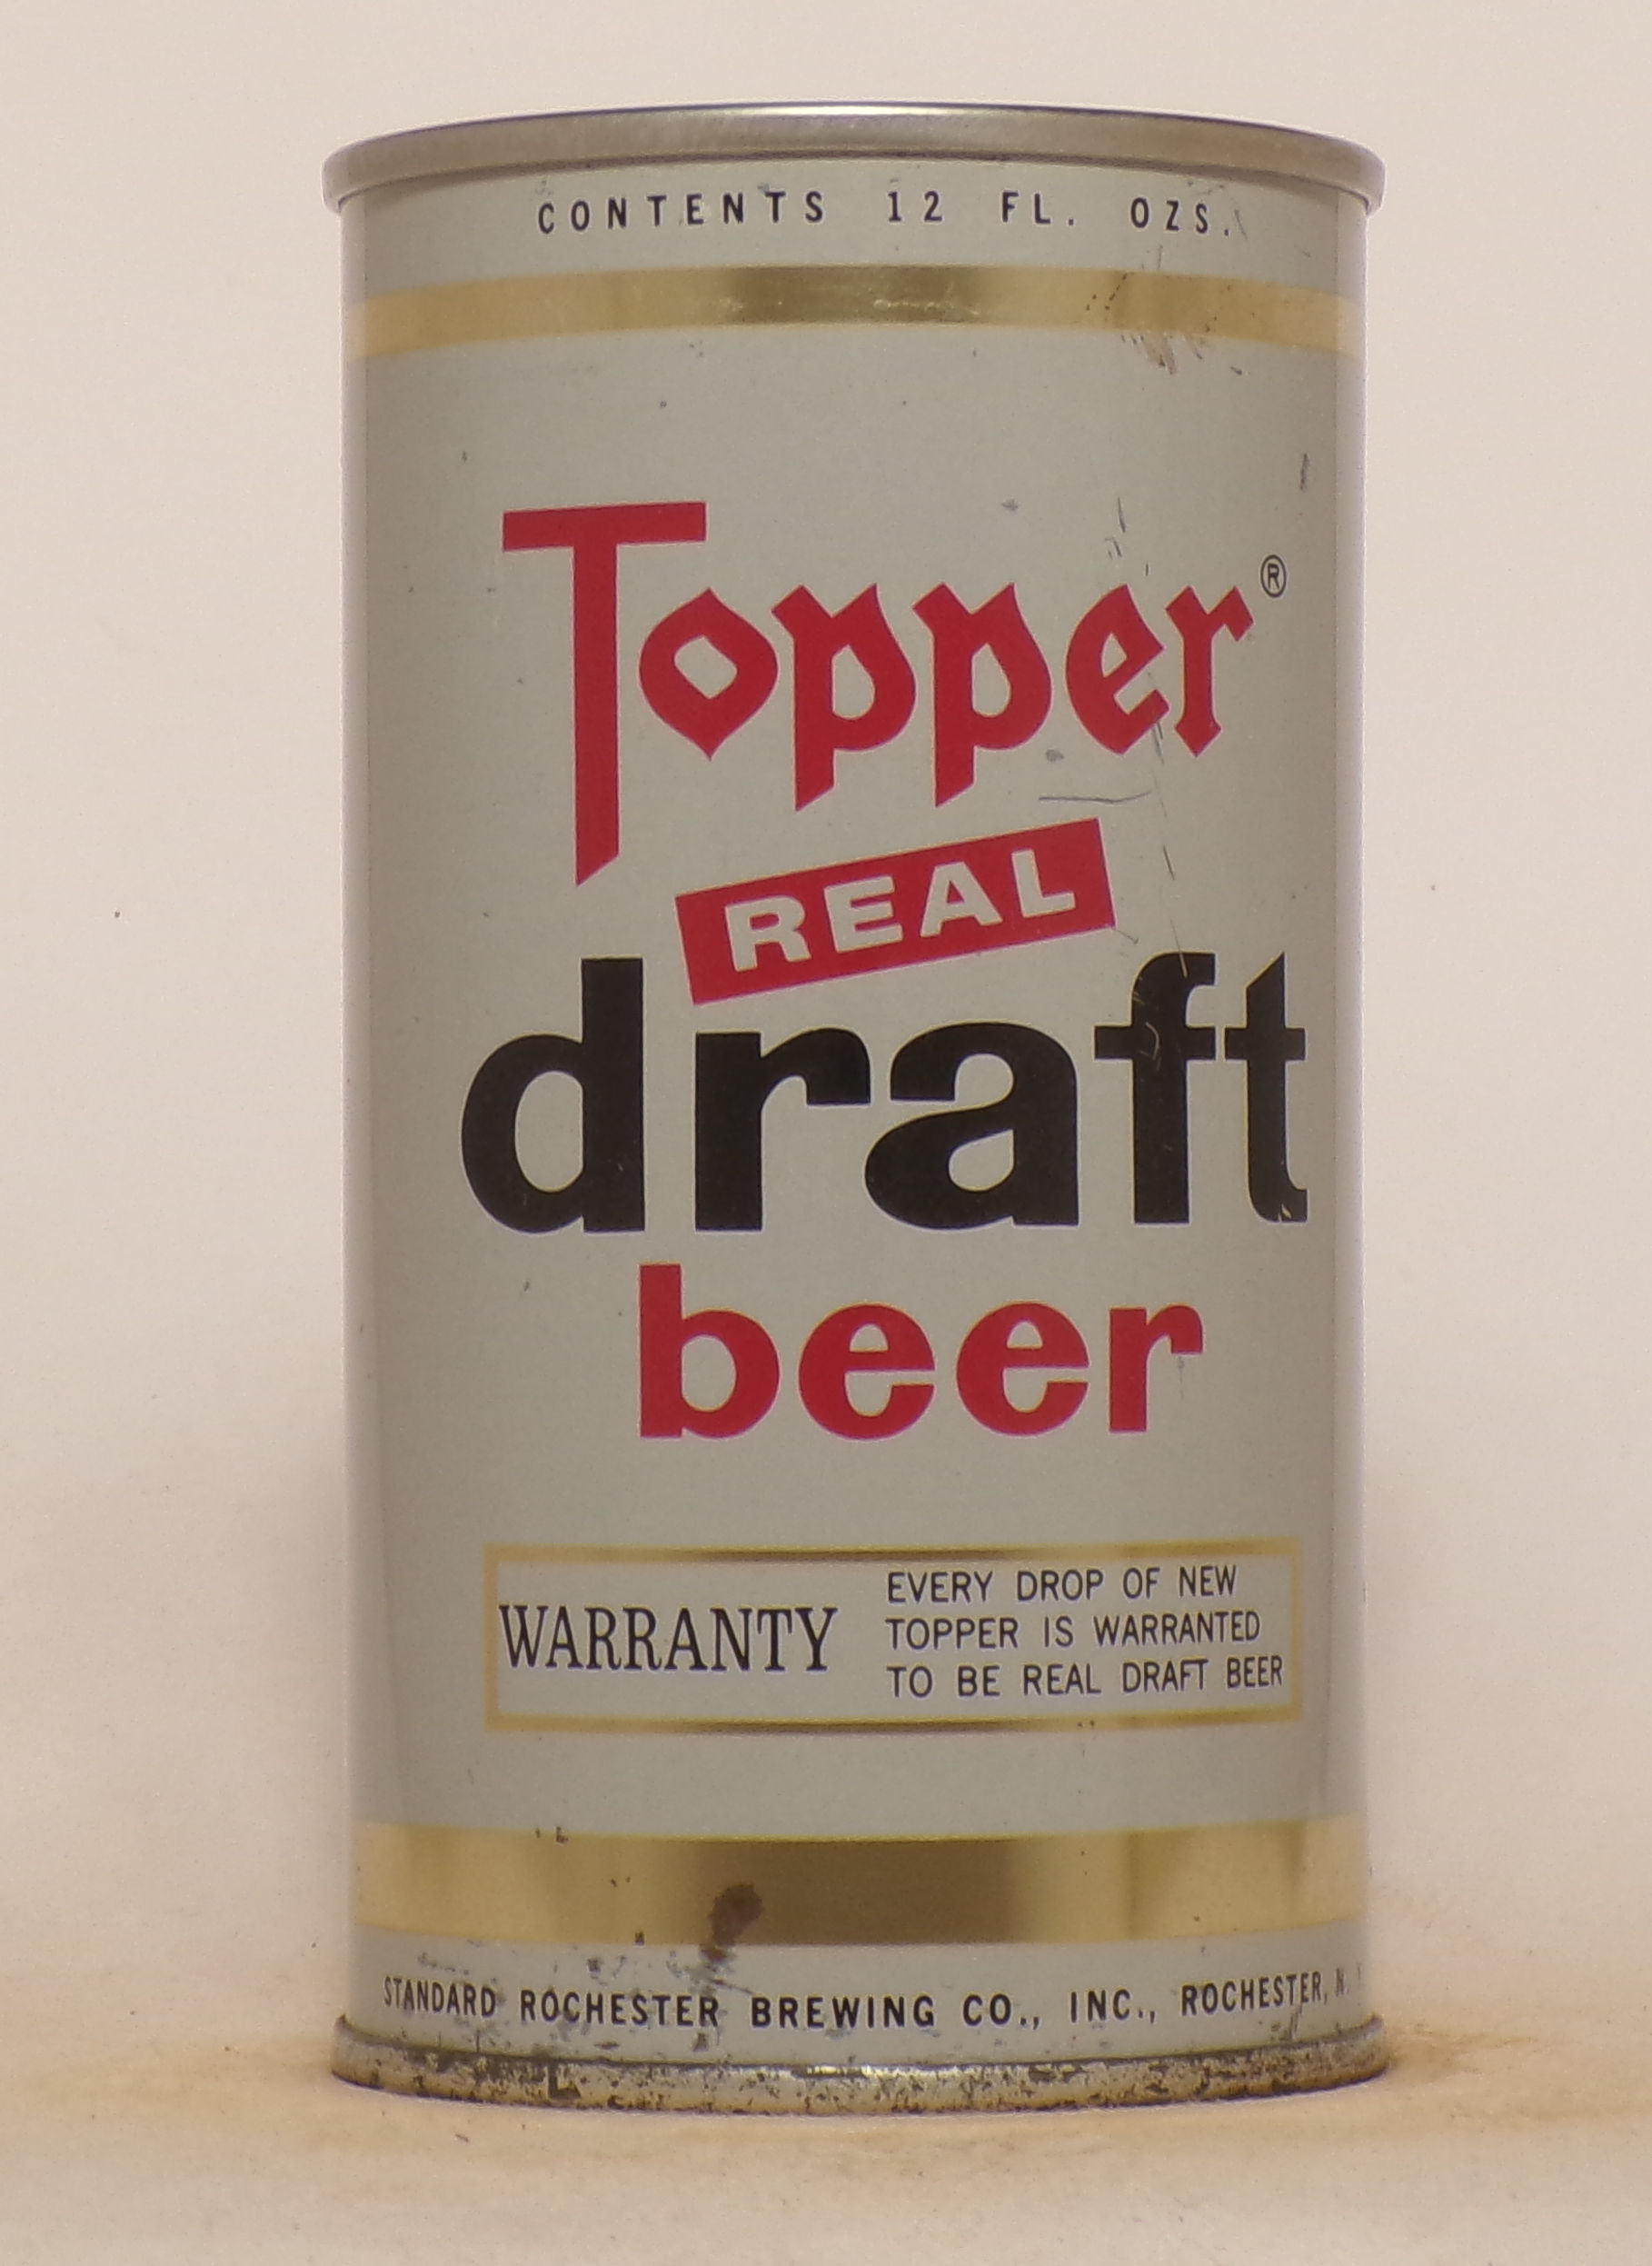 CONTENTS 12 FL. OZS.
Topper®
REAL
draft
beer
WARRANTY
EVERY DROP OF NEW
TOPPER IS WARRANTED
TO BE REAL DRAFT BEER
STANDARD ROCHESTER BREWING CO., INC., ROCHESTER, N.